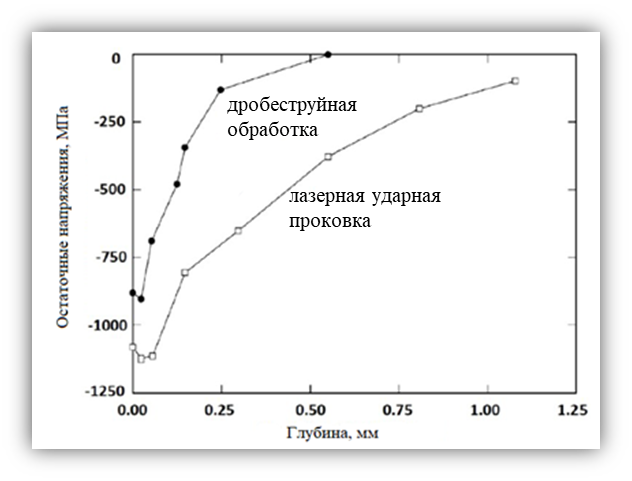 0
-250
-500
-750
-1000
-1250
Остаточные напряжения, МПа
дробеструйная
обработка
лазерная ударная
проковка
0.00 0.25 0.50 0.75 1.00 1.25
Глубина, мм